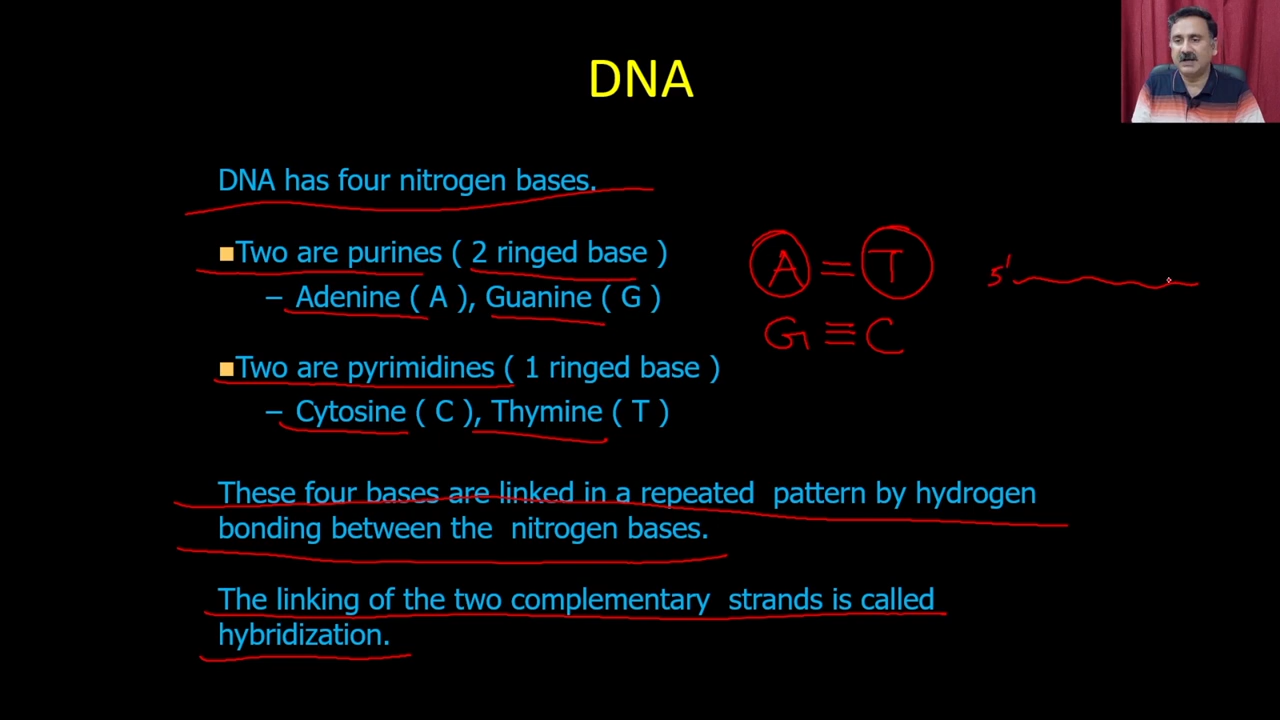 DNA
DNA has four nitrogen bases.
■Two are purines ( 2 ringed base )
– Adenine ( A ), Guanine ( G )
■Two are pyrimidines ( 1 ringed base )
– Cytosine ( C ), Thymine ( T )
These four bases are linked in a repeated pattern by hydrogen
bonding between the nitrogen bases.
The linking of the two complementary strands is called
hybridization.
A = T
G ≡ C
5'